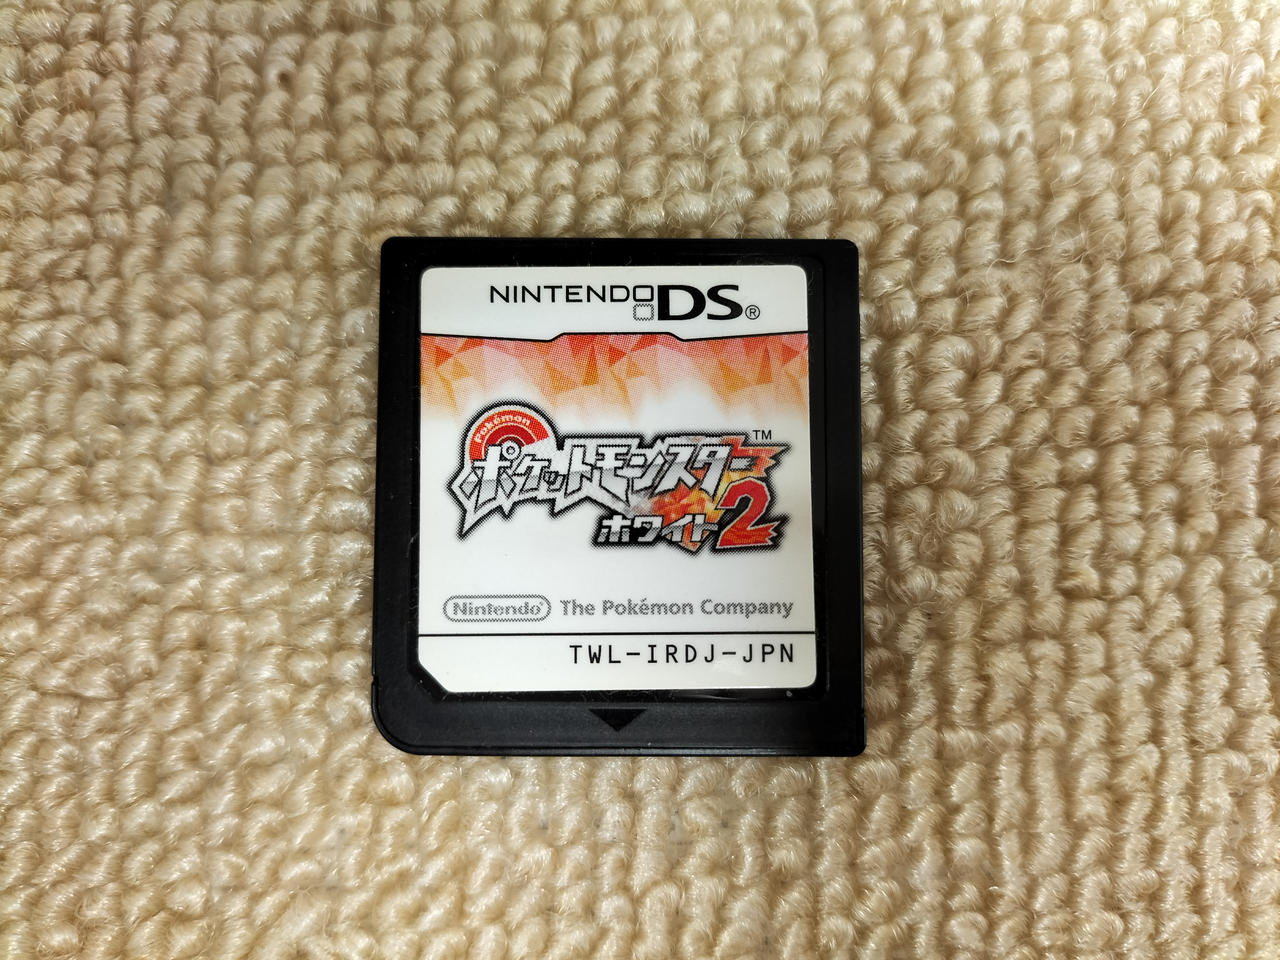 NINTENDO DS®
Pokémon
ポケットモンスター™
ホワイト2
Nintendo® The Pokémon Company
TWL-IRDJ-JPN